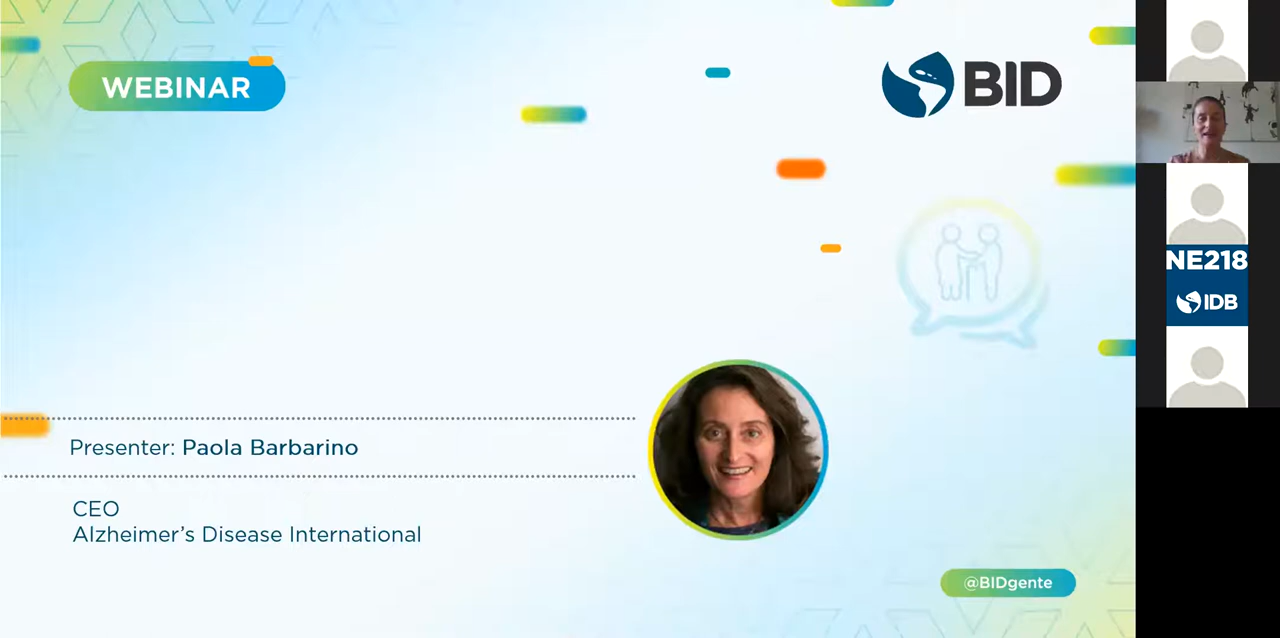 WEBINAR
BID
NE218
IDB
Presenter: Paola Barbarino
CEO
Alzheimer’s Disease International
@BIDgente